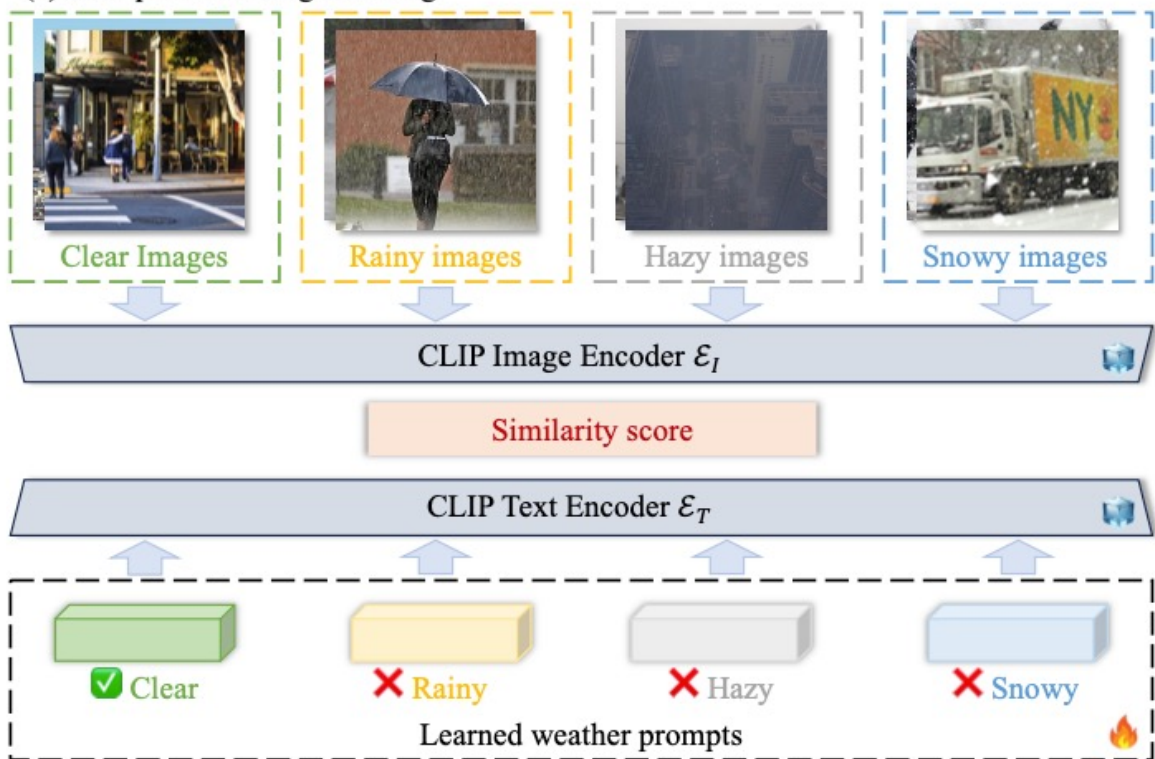 Clear Images
Rainy images
Hazy images
NY
Snowy images
CLIP Image Encoder ℰ_I
Similarity score
CLIP Text Encoder ℰ_T
✅ Clear
❌ Rainy
❌ Hazy
❌ Snowy
Learned weather prompts